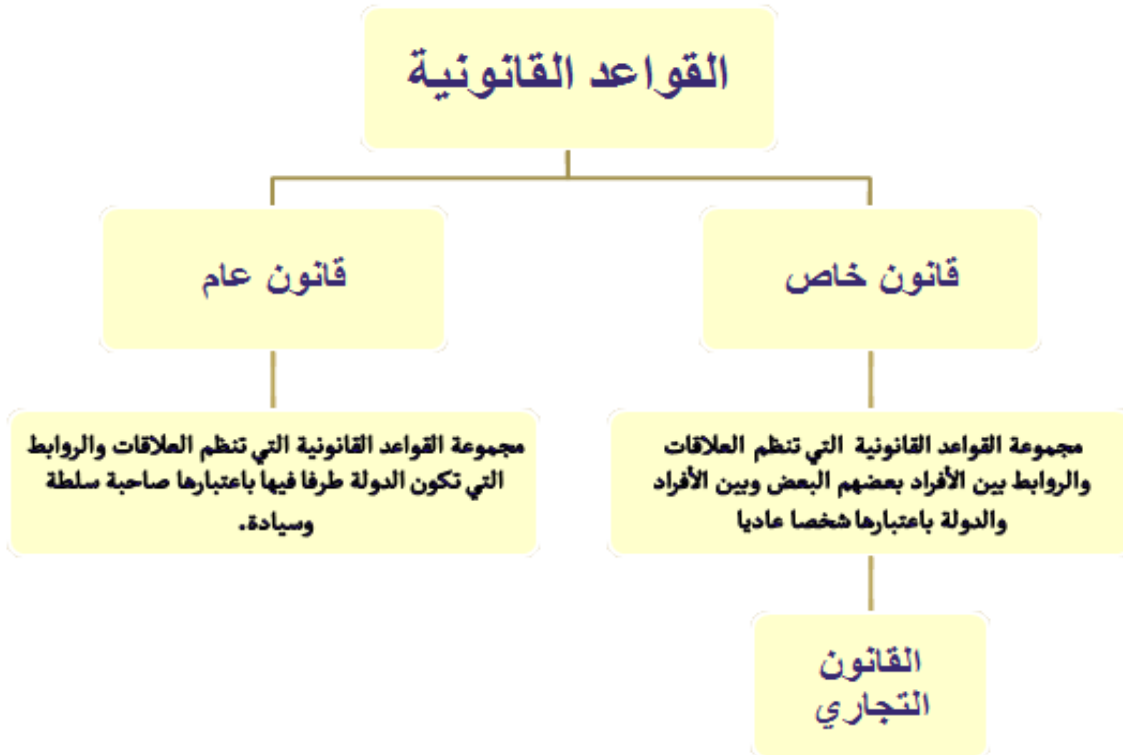 القواعد القانونية
قانون خاص
قانون عام
مجموعة القواعد القانونية التي تنظم العلاقات
والروابط بين الأفراد بعضهم البعض وبين الأفراد
والدولة باعتبارها شخصا عاديا
مجموعة القواعد القانونية التي تنظم العلاقات والروابط
التي تكون الدولة طرفا فيها باعتبارها صاحبة سلطة
وسيادة.
القانون
التجاري